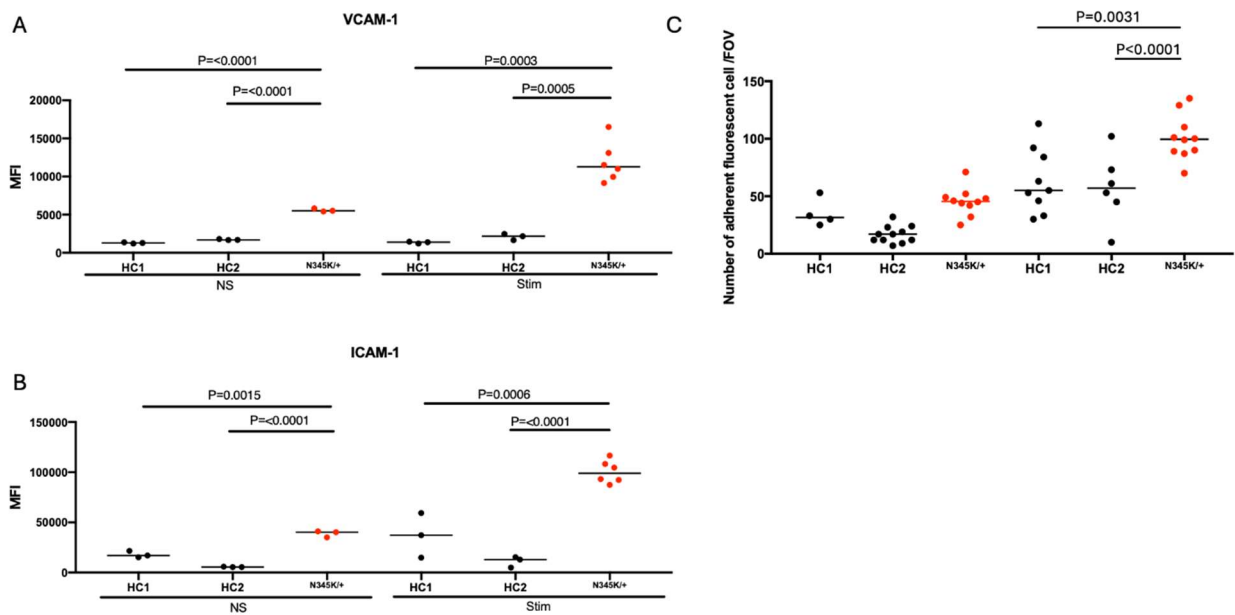 A
VCAM-1
P=<0.0001
P=0.0003
P=<0.0001
P=0.0005
20000
15000
10000
5000
0
MFI
HC1 HC2 N345K/+ HC1 HC2 N345K/+
NS Stim
B
ICAM-1
P=0.0015
P=0.0006
P=<0.0001
P=<0.0001
150000
100000
50000
0
MFI
HC1 HC2 N345K/+ HC1 HC2 N345K/+
NS Stim
C
P=0.0031
P<0.0001
150
100
50
0
Number of adherent fluorescent cell /FOV
HC1 HC2 N345K/+ HC1 HC2 N345K/+